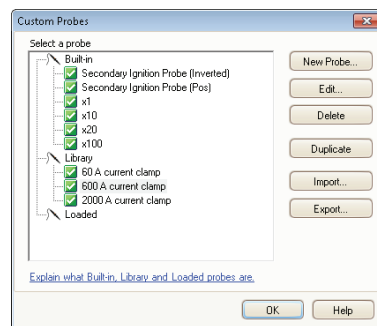 Custom Probes
Select a probe
Built-in
Secondary Ignition Probe (Inverted)
Secondary Ignition Probe (Pos)
x1
x10
x20
x100
Library
60 A current clamp
600 A current clamp
2000 A current clamp
Loaded
New Probe...
Edit...
Delete
Duplicate
Import...
Export...
Explain what Built-in, Library and Loaded probes are.
OK
Help